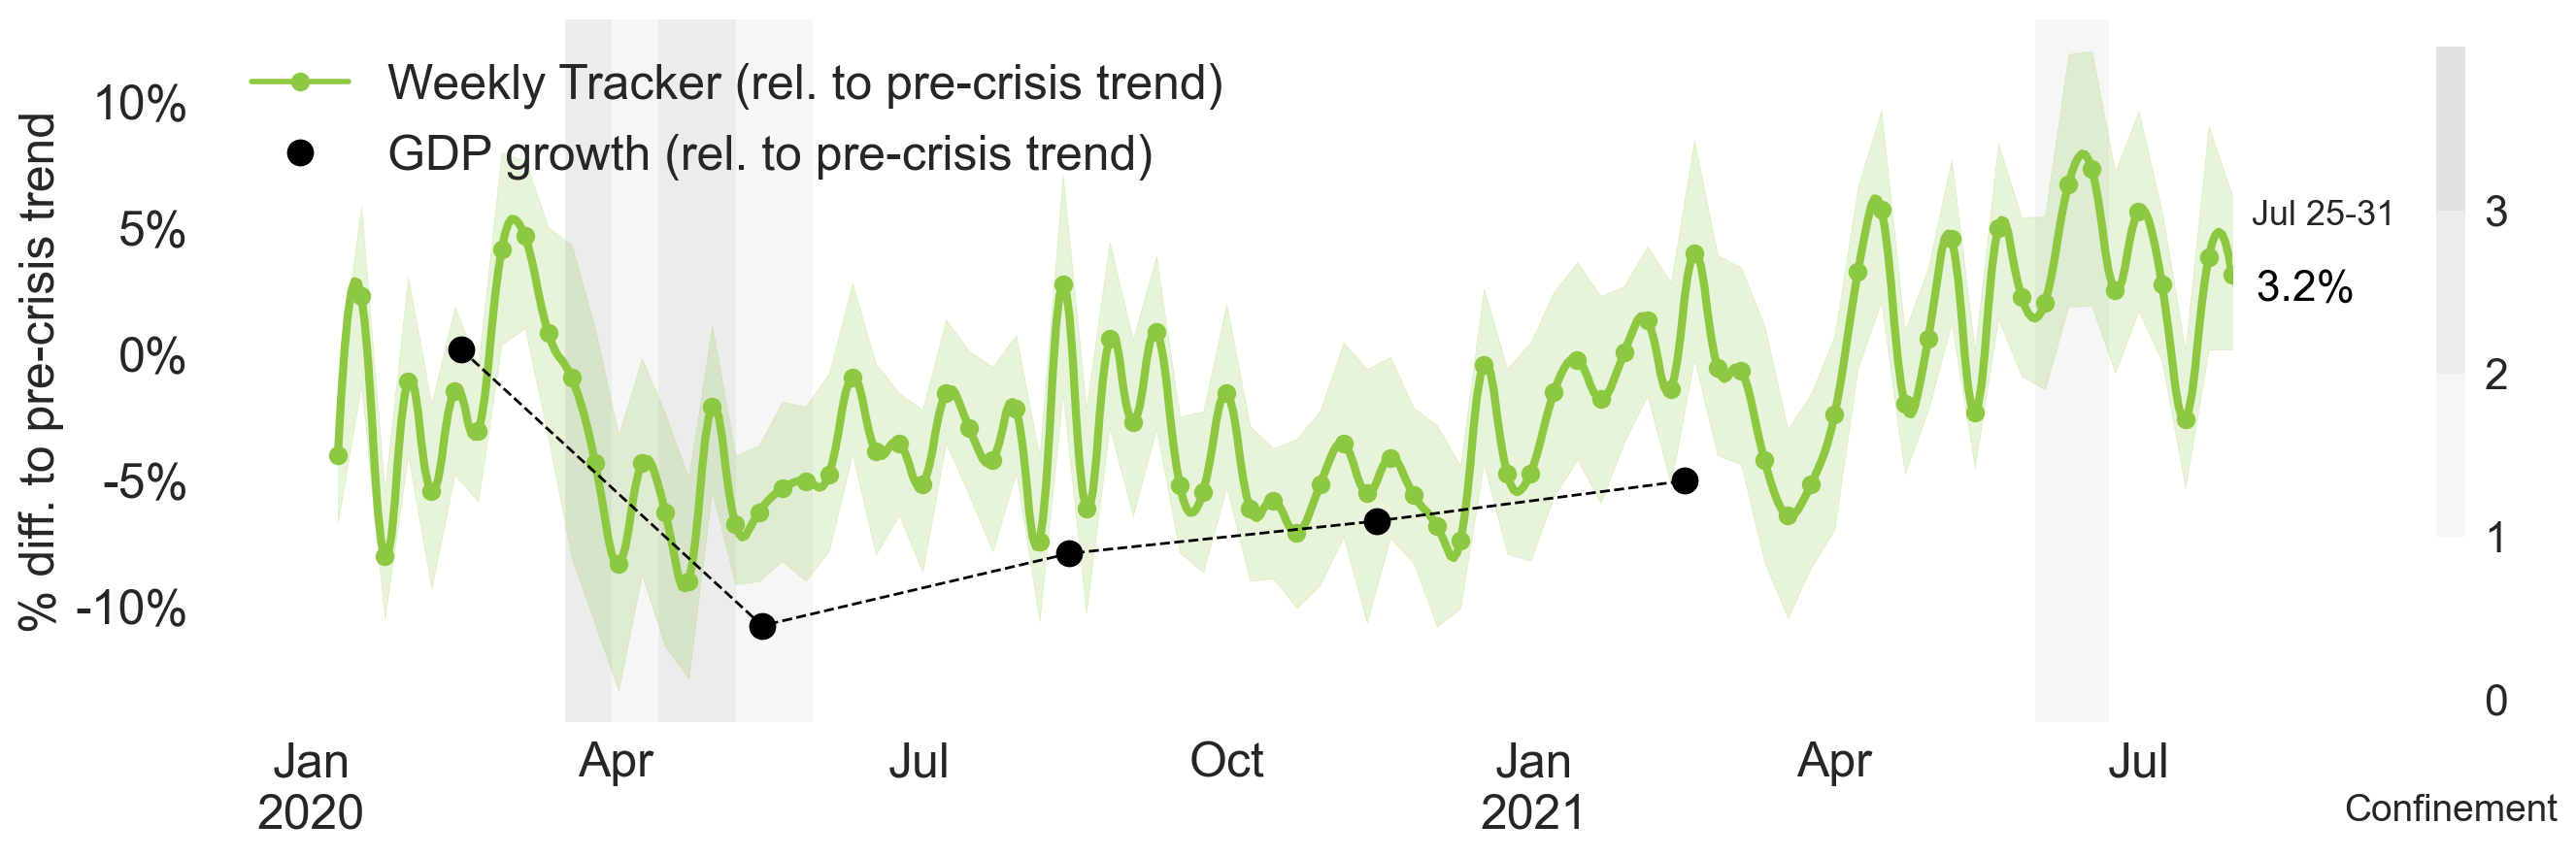 Weekly Tracker (rel. to pre-crisis trend)
GDP growth (rel. to pre-crisis trend)
% diff. to pre-crisis trend
10%
5%
0%
-5%
-10%
Jan
2020
Apr
Jul
Oct
Jan
2021
Apr
Jul
Jul 25-31
3.2%
3
2
1
0
Confinement